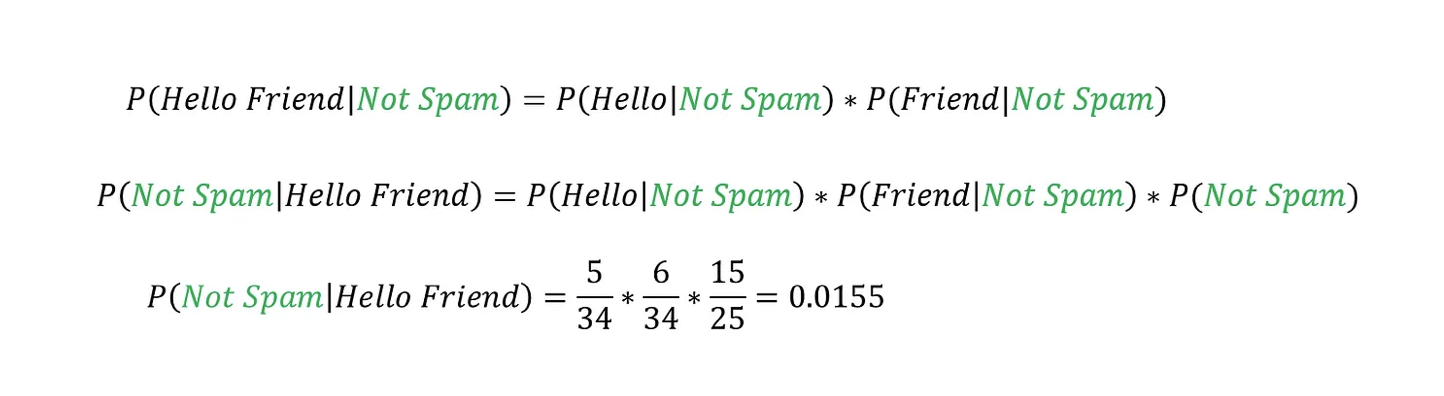 P(Hello Friend|Not Spam) = P(Hello|Not Spam) * P(Friend|Not Spam)
P(Not Spam|Hello Friend) = P(Hello|Not Spam) * P(Friend|Not Spam) * P(Not Spam)
P(Not Spam|Hello Friend) = 5/34 * 6/34 * 15/25 = 0.0155